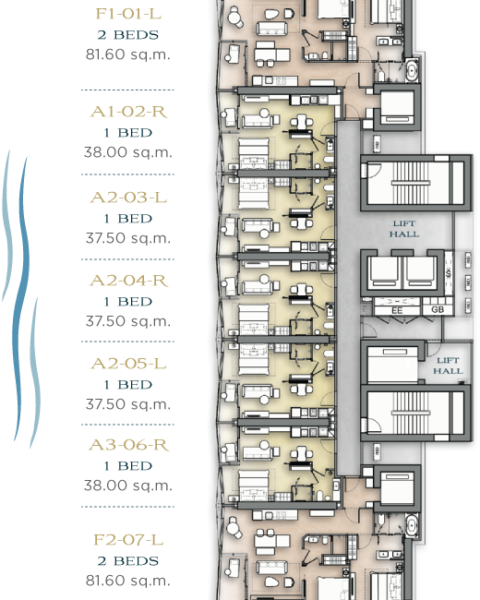 F1-01-L
2 BEDS
81.60 sq.m.
A1-02-R
1 BED
38.00 sq.m.
A2-03-L
1 BED
37.50 sq.m.
LIFT
HALL
A2-04-R
1 BED
37.50 sq.m.
EE
GB
A2-05-L
1 BED
37.50 sq.m.
LIFT
HALL
A3-06-R
1 BED
38.00 sq.m.
F2-07-L
2 BEDS
81.60 sq.m.